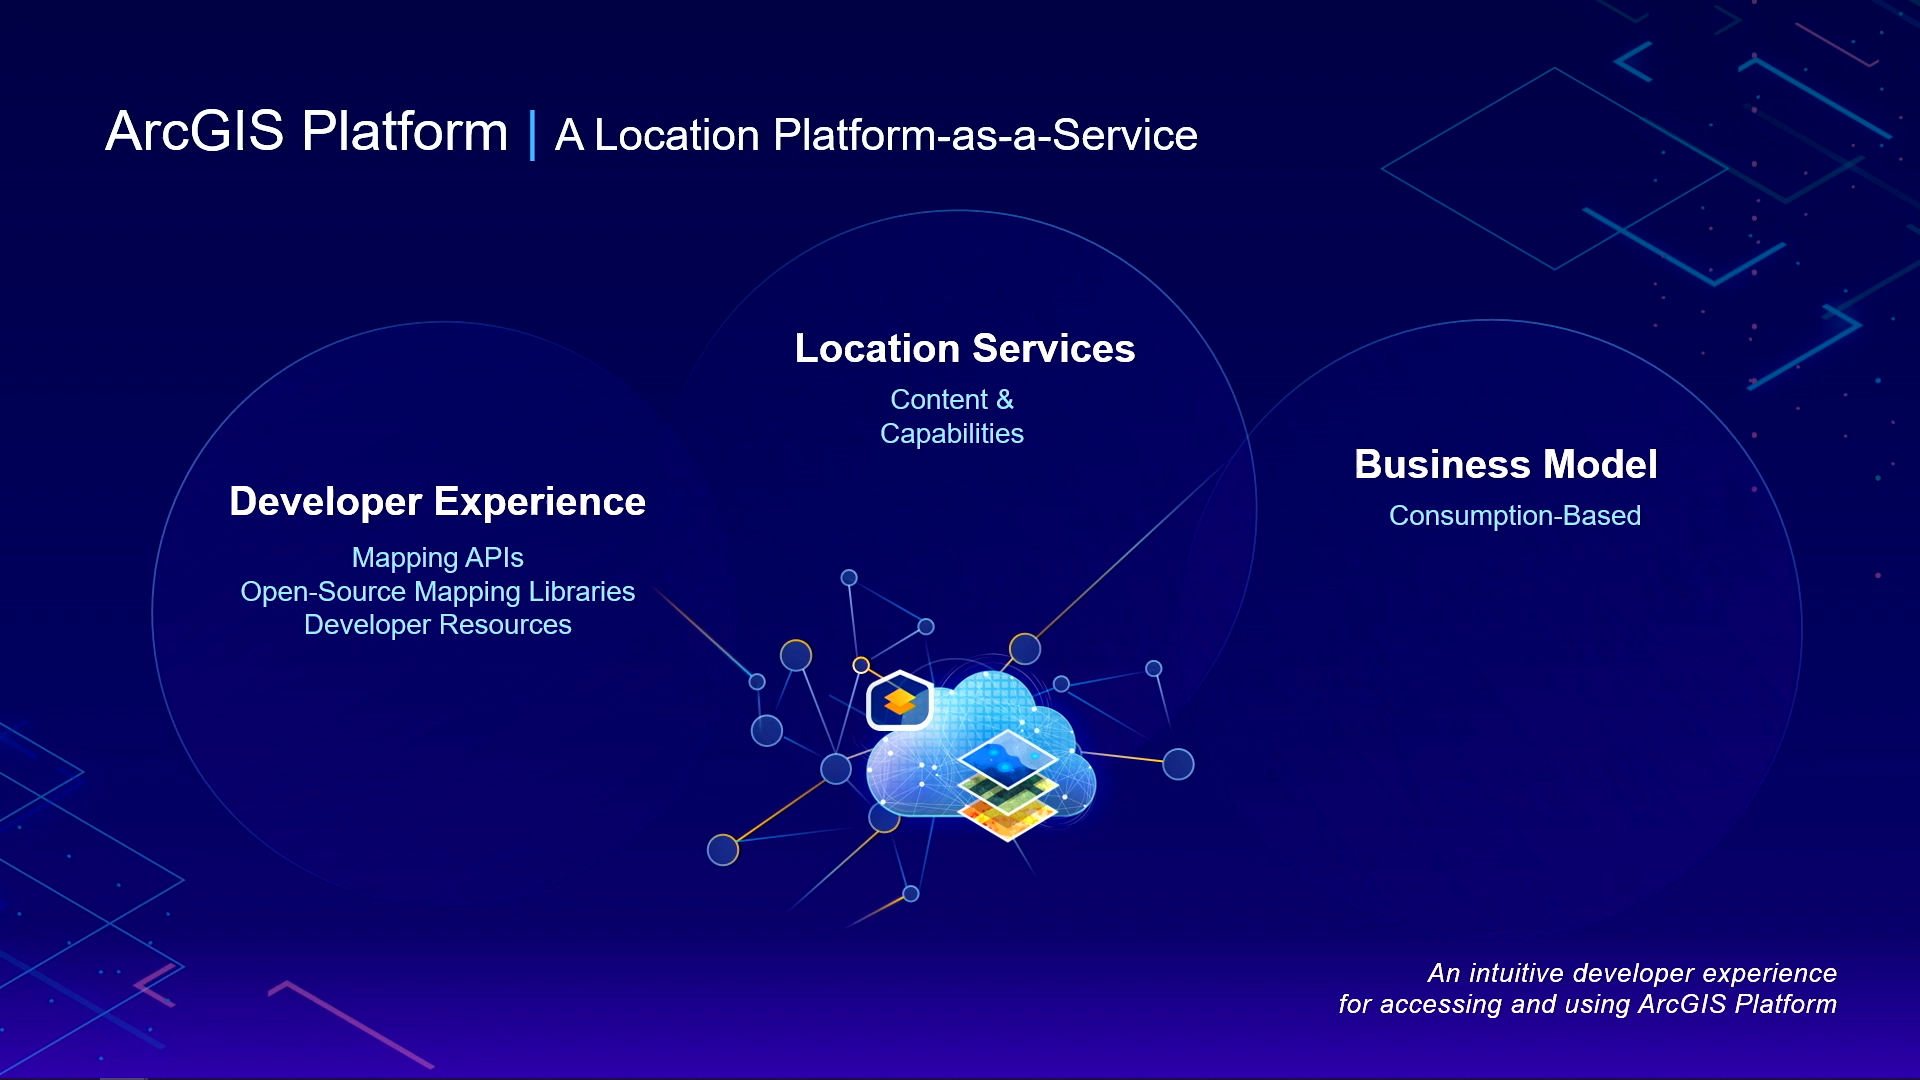 ArcGIS Platform | A Location Platform-as-a-Service
Developer Experience
Mapping APIs
Open-Source Mapping Libraries
Developer Resources
Location Services
Content &
Capabilities
Business Model
Consumption-Based
An intuitive developer experience
for accessing and using ArcGIS Platform